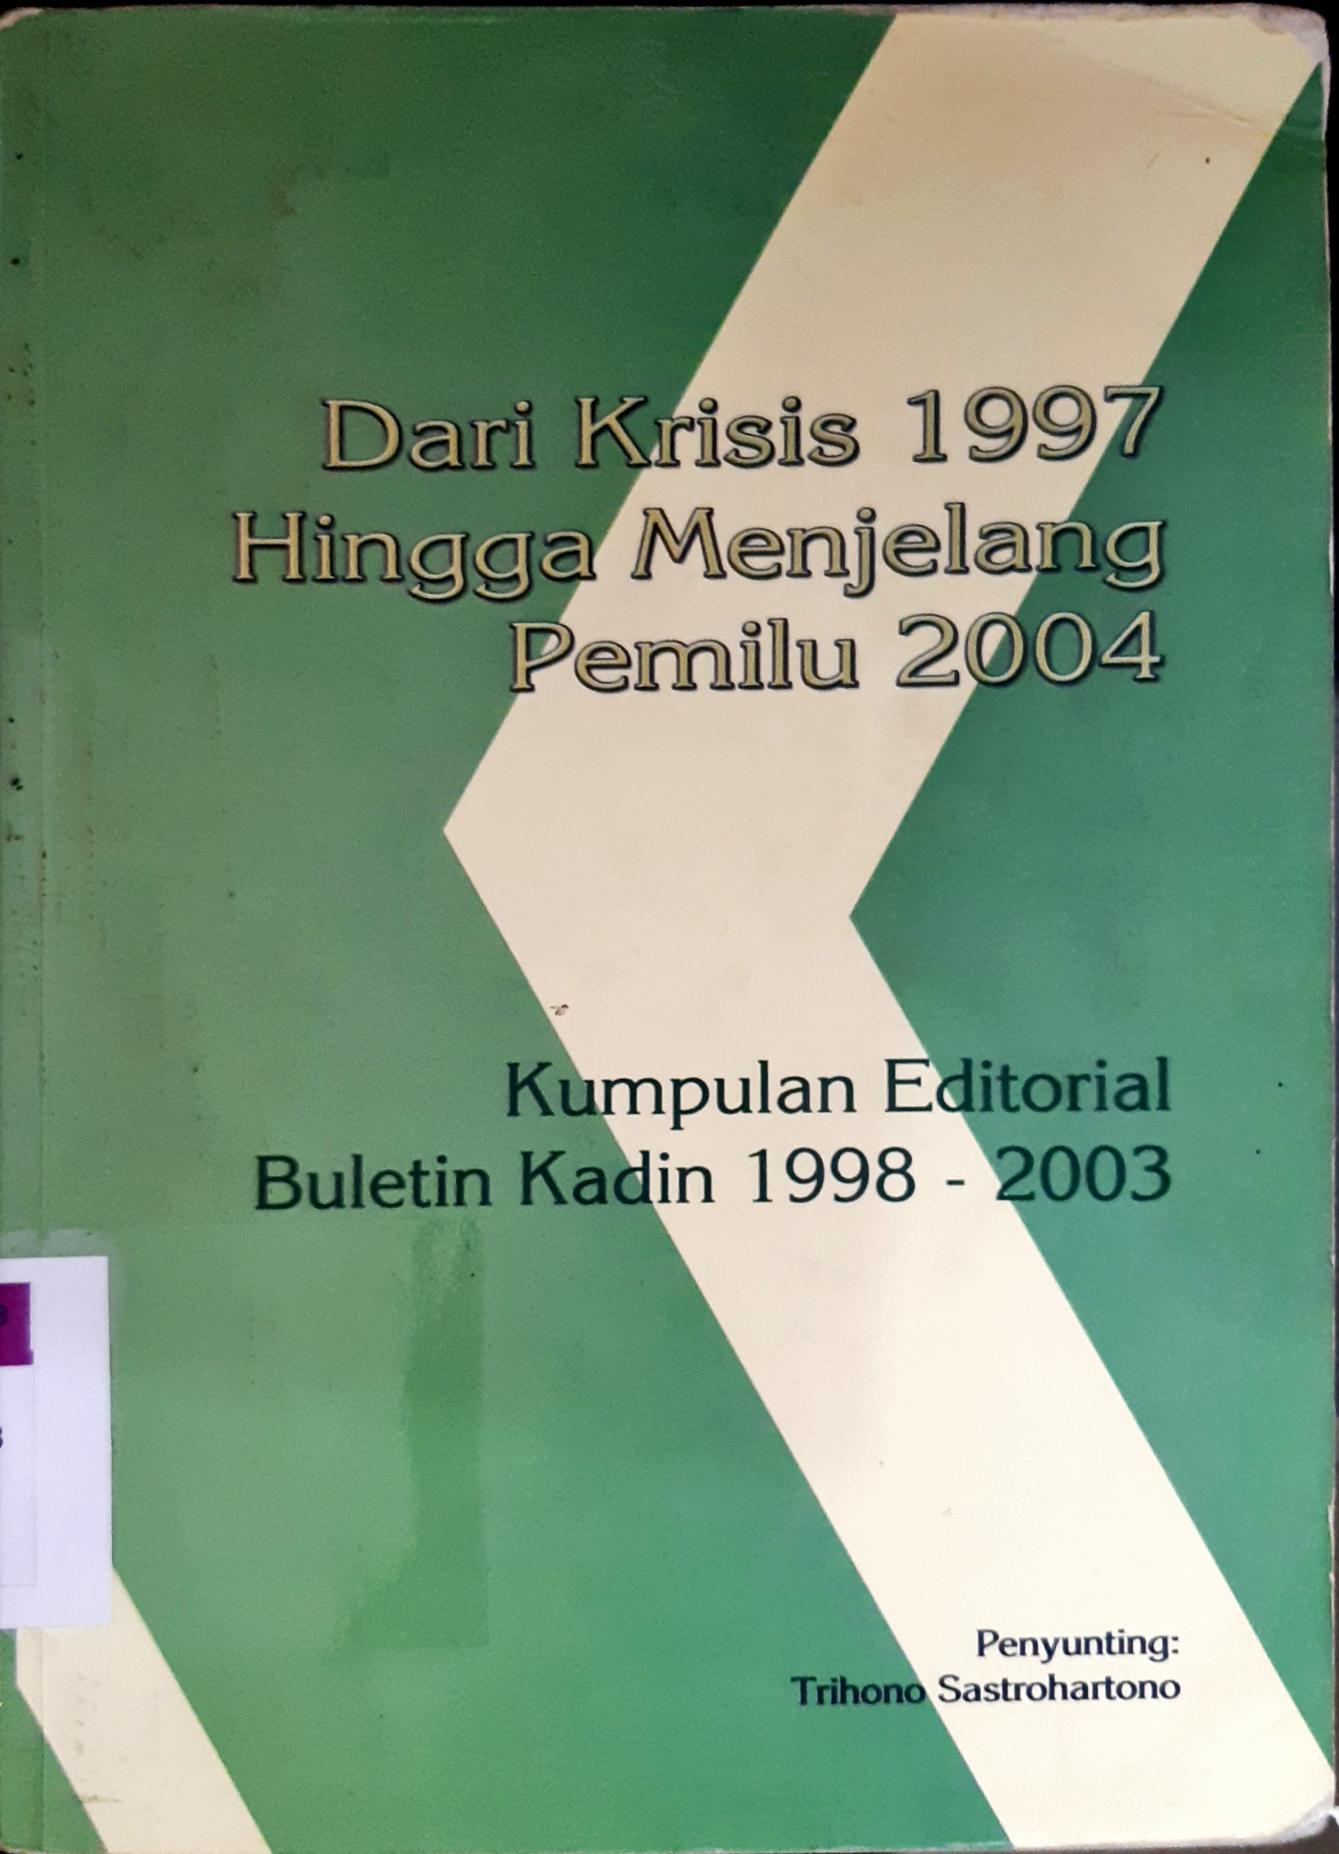 Dari Krisis 1997
Hingga Menjelang
Pemilu 2004
Kumpulan Editorial
Buletin Kadin 1998 - 2003
Penyunting:
Trihono Sastrohartono